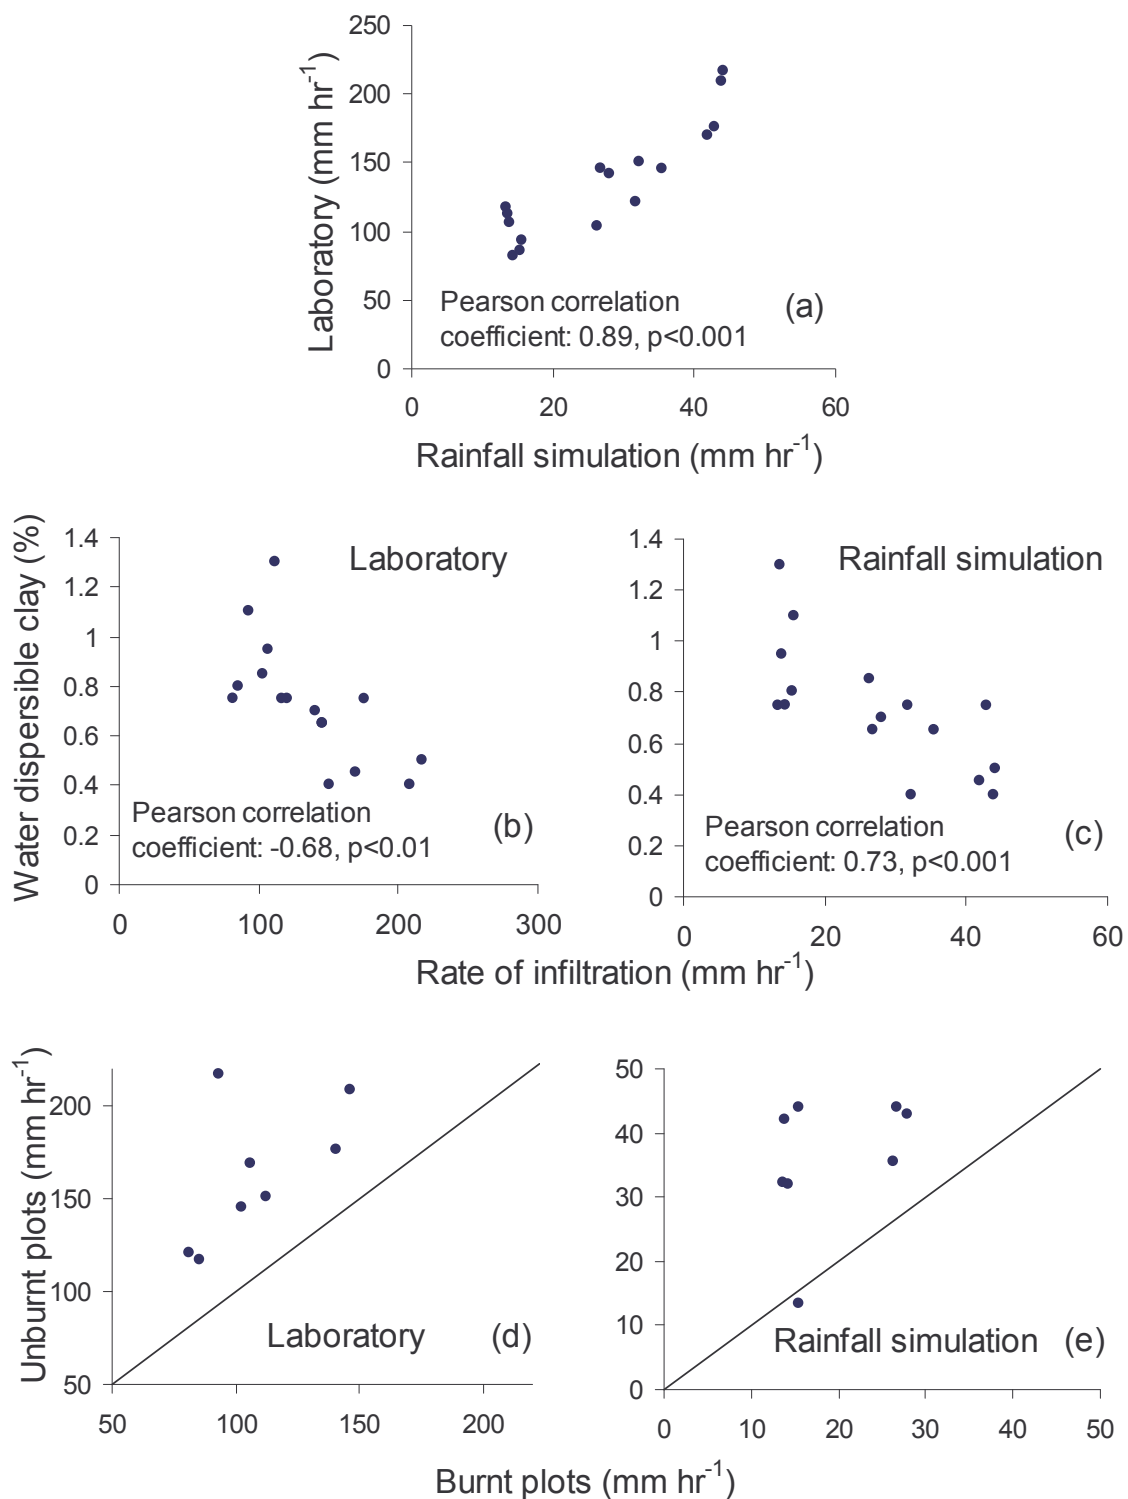 250
200
150
100
50
0
Laboratory (mm hr⁻¹)
Pearson correlation
coefficient: 0.89, p<0.001
(a)
0 20 40 60
Rainfall simulation (mm hr⁻¹)
Water dispersible clay (%)
1.4
1.2
1
0.8
0.6
0.4
0.2
0
Laboratory
Pearson correlation
coefficient: -0.68, p<0.01
(b)
0 100 200 300
1.4
1.2
1
0.8
0.6
0.4
0.2
0
Rainfall simulation
Pearson correlation
coefficient: 0.73, p<0.001
(c)
0 20 40 60
Rate of infiltration (mm hr⁻¹)
Unburnt plots (mm hr⁻¹)
200
150
100
50
Laboratory
(d)
50 100 150 200
50
40
30
20
10
0
Rainfall simulation
(e)
0 10 20 30 40 50
Burnt plots (mm hr⁻¹)